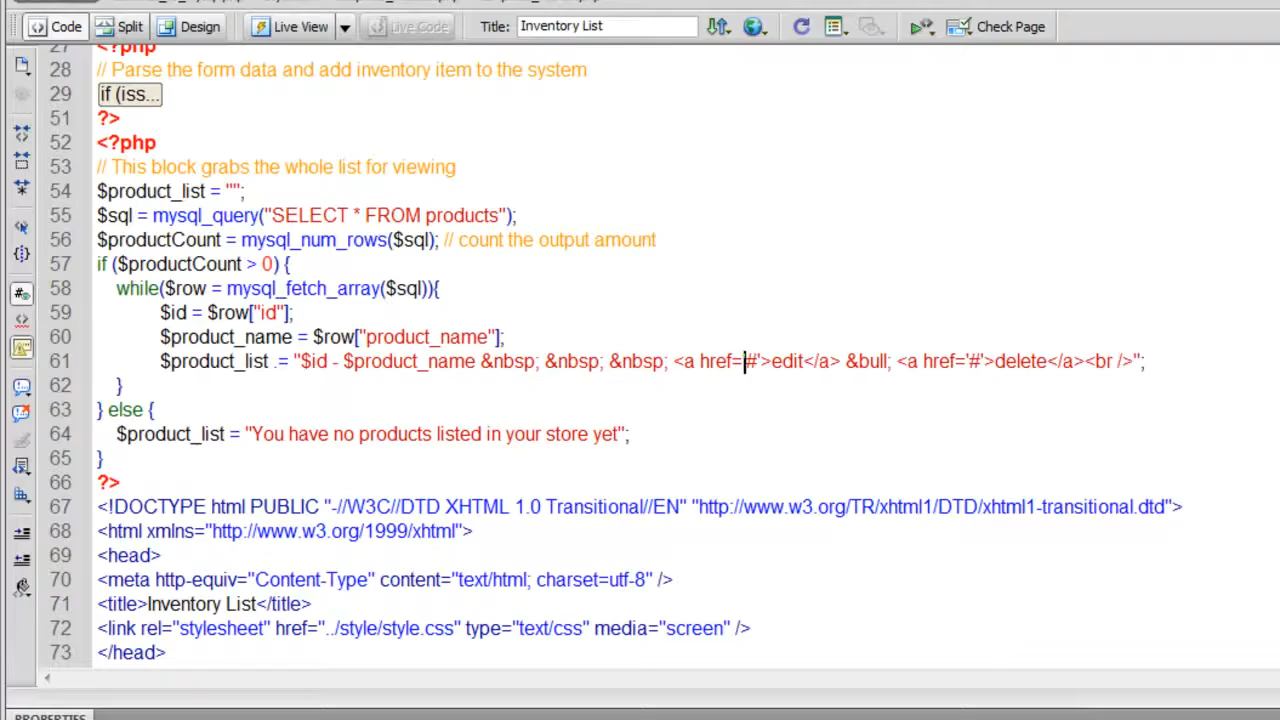 Code Split Design Live View Live Code Title: Inventory List Check Page
27 <?php
28 // Parse the form data and add inventory item to the system
29 if (iss...
51 ?>
52 <?php
53 // This block grabs the whole list for viewing
54 $product_list = "";
55 $sql = mysql_query("SELECT * FROM products");
56 $productCount = mysql_num_rows($sql); // count the output amount
57 if ($productCount > 0) {
58 while($row = mysql_fetch_array($sql)){
59 $id = $row["id"];
60 $product_name = $row["product_name"];
61 $product_list .= "$id - $product_name &nbsp; &nbsp; &nbsp; <a href='#'>edit</a> &bull; <a href='#'>delete</a><br />";
62 }
63 } else {
64 $product_list = "You have no products listed in your store yet";
65 }
66 ?>
67 <!DOCTYPE html PUBLIC "-//W3C//DTD XHTML 1.0 Transitional//EN" "http://www.w3.org/TR/xhtml1/DTD/xhtml1-transitional.dtd">
68 <html xmlns="http://www.w3.org/1999/xhtml">
69 <head>
70 <meta http-equiv="Content-Type" content="text/html; charset=utf-8" />
71 <title>Inventory List</title>
72 <link rel="stylesheet" href="../style/style.css" type="text/css" media="screen" />
73 </head>
PROPERTIES